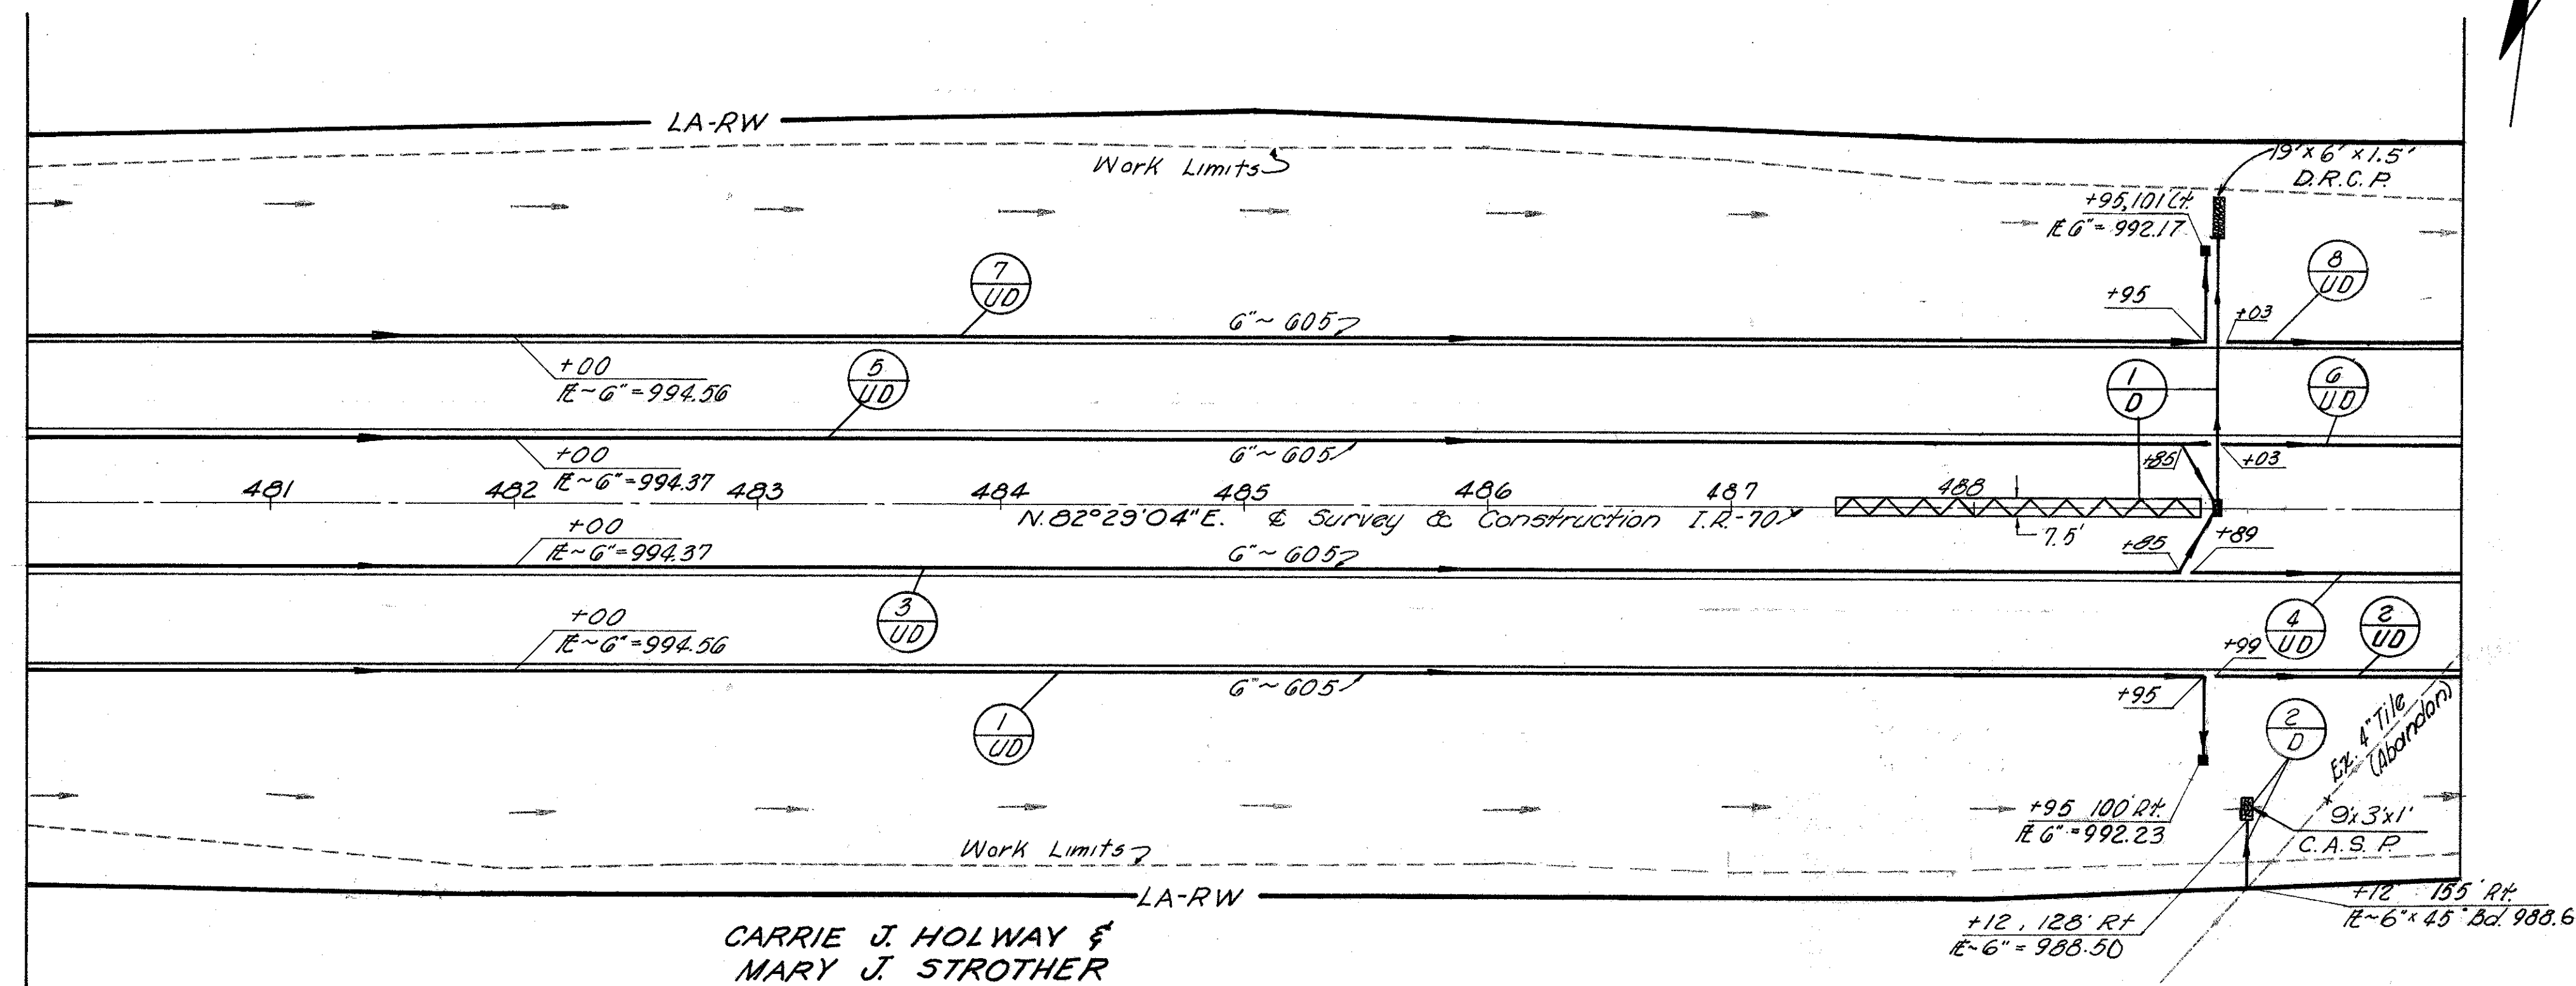 LA-RW
Work Limits
19'x 6' x 1.5'
D.R.C.P.
+95, 101' Lt.
6" = 992.17
7
UD
8
UD
6"~ 605
+95
+03
+00
~6"=994.56
5
UD
1
D
6
UD
+00
~6"=994.37
6"~ 605
+85
+03
481
482
483
484
485
486
487
488
N. 82°29'04"E. ℄ Survey & Construction I.R.-70
7.5'
+00
~6"=994.37
6"~ 605
+85
+89
3
UD
4
UD
2
UD
+00
~6"=994.56
6"~ 605
+99
+95
1
UD
2
D
Ex. 4" Tile
(Abandon)
+95 100' Rt.
6" = 992.23
9'x3'x1'
C.A.S.P.
Work Limits
LA-RW
+12 155' Rt.
~6"x 45° Bd. 988.6
+12, 128' Rt
~6" = 988.50
CARRIE J. HOLWAY &
MARY J. STROTHER